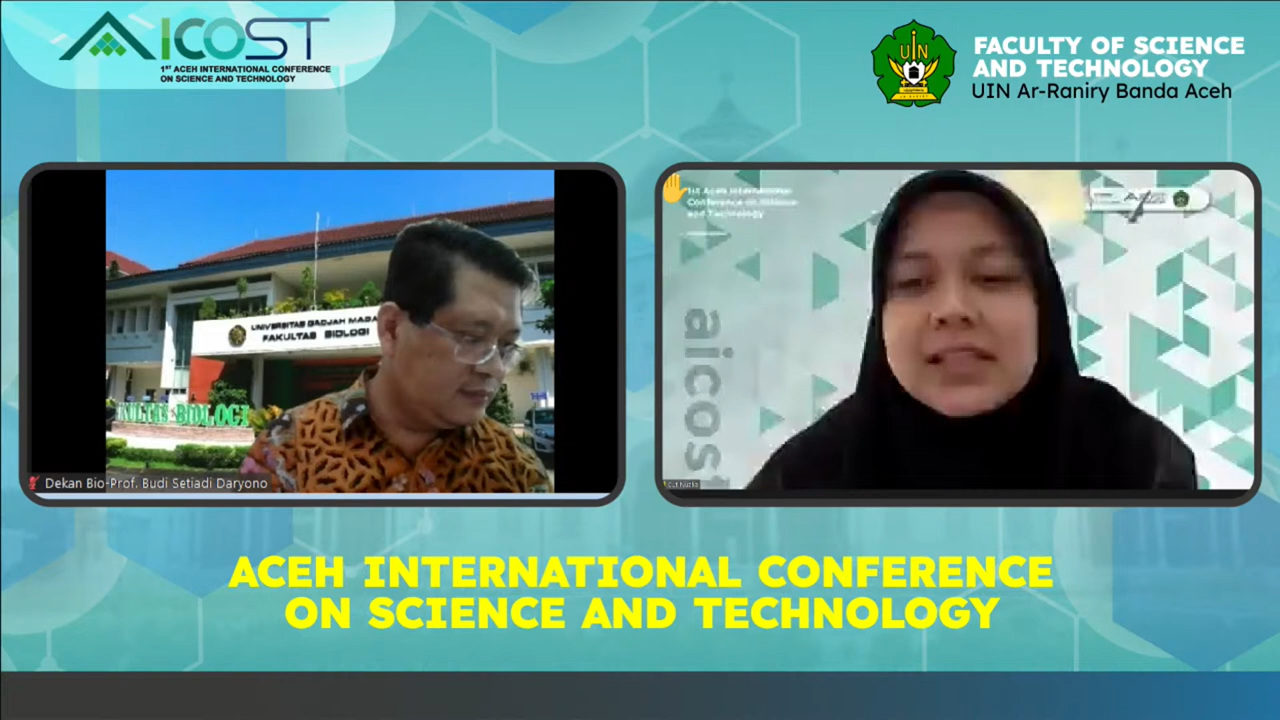 AICOST
1ST ACEH INTERNATIONAL CONFERENCE
ON SCIENCE AND TECHNOLOGY
UIN
FACULTY OF SCIENCE
AND TECHNOLOGY
UIN Ar-Raniry Banda Aceh
UNIVERSITAS GADJAH MADA
FAKULTAS BIOLOGI
KULTAS BIOLOGI
Dekan Bio-Prof. Budi Setiadi Daryono
1st Aceh International
Conference on Science
and Technology
aicost
ACEH INTERNATIONAL CONFERENCE
ON SCIENCE AND TECHNOLOGY